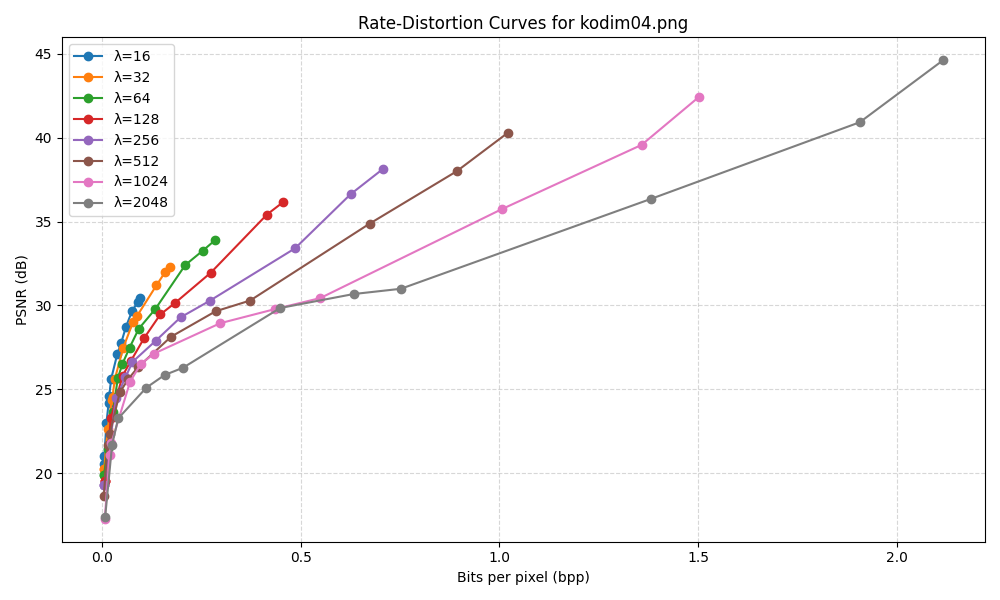 Rate-Distortion Curves for kodim04.png
λ=16
λ=32
λ=64
λ=128
λ=256
λ=512
λ=1024
λ=2048
PSNR (dB)
45
40
35
30
25
20
0.0 0.5 1.0 1.5 2.0
Bits per pixel (bpp)